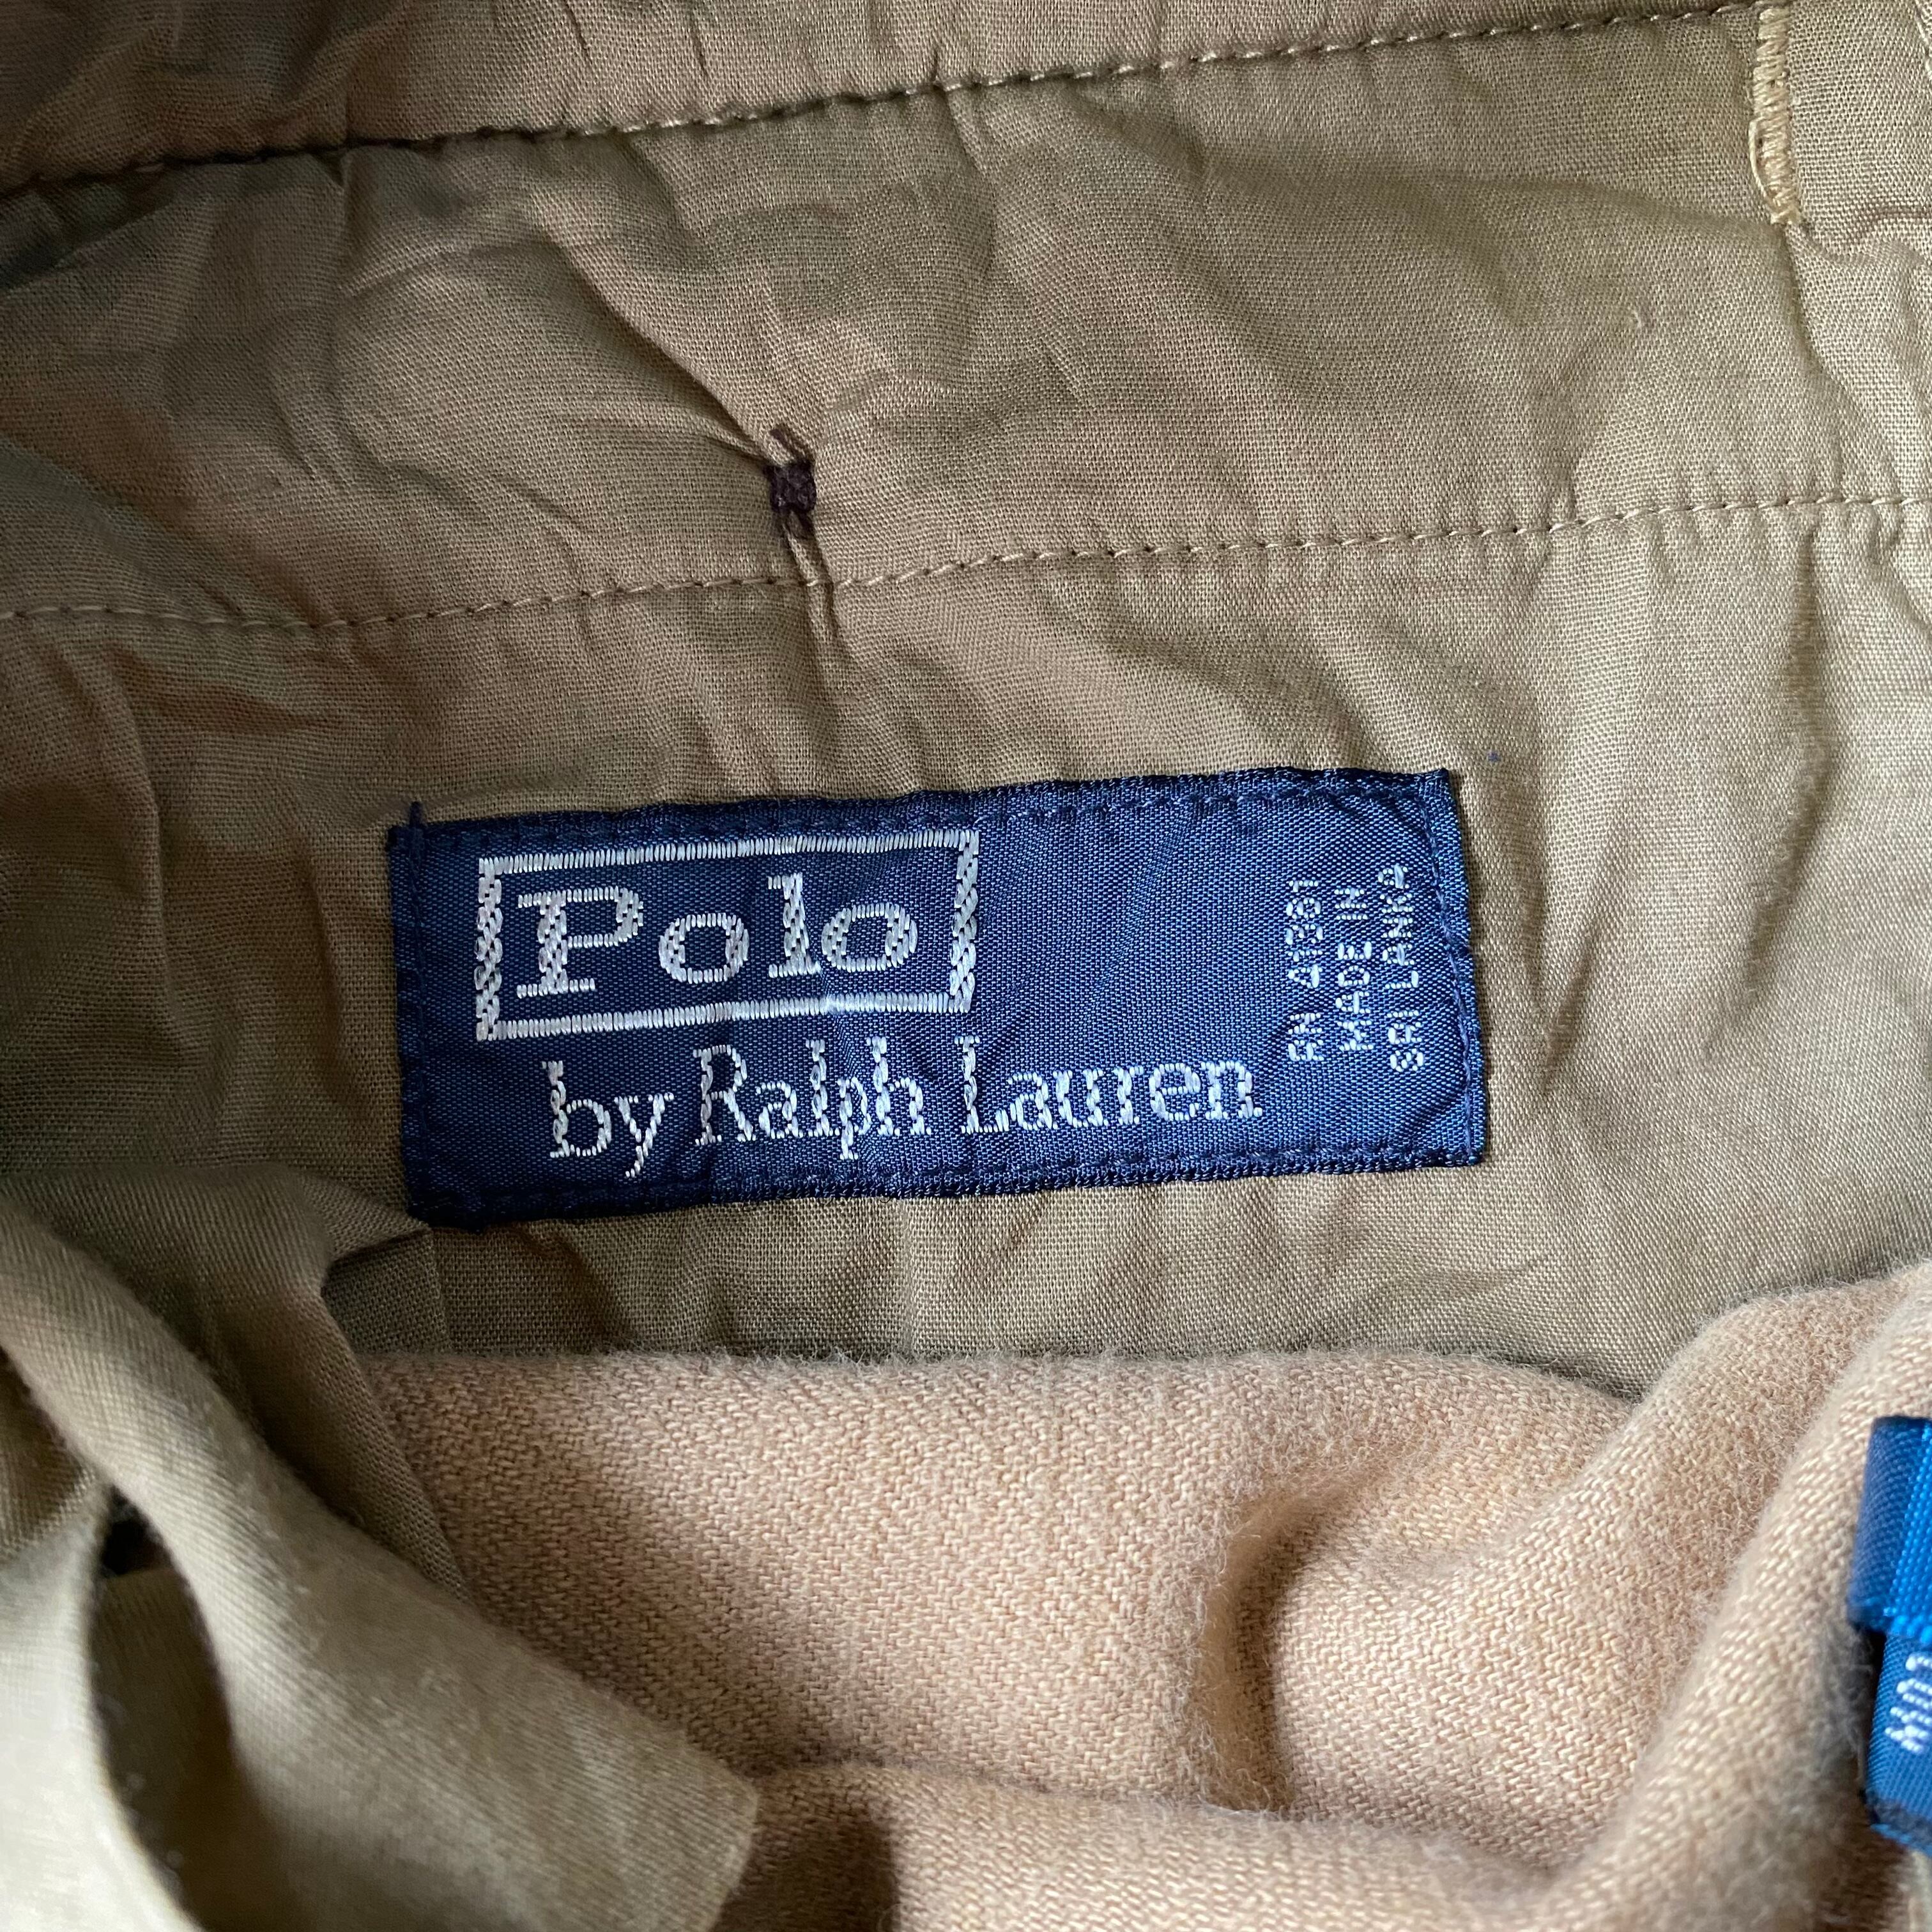 Polo
by Ralph Lauren
RN 41381
MADE IN
SRI LANKA